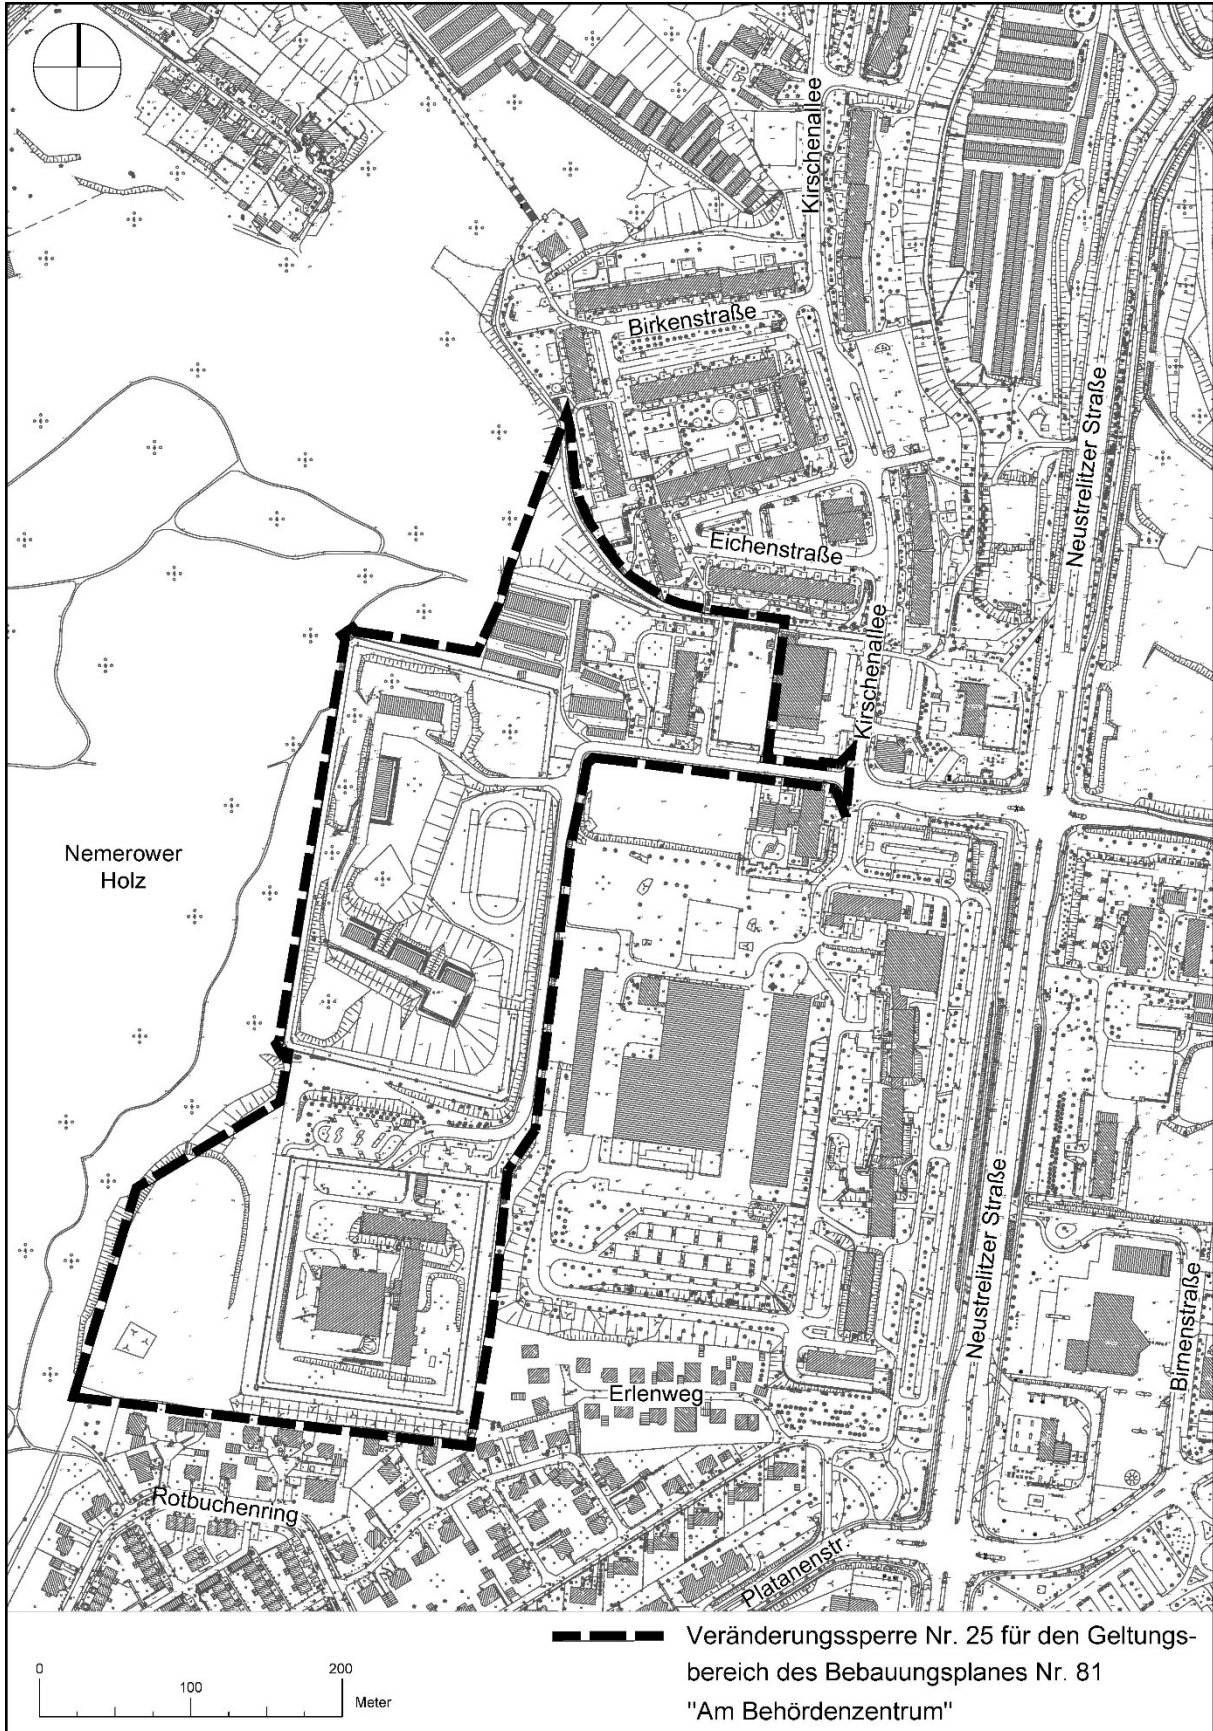 Kirschenallee
Birkenstraße
Neustrelitzer Straße
Eichenstraße
Kirschenallee
Nemerower
Holz
Neustrelitzer Straße
Birnenstraße
Erlenweg
Rotbuchenring
Platanenstr.
Veränderungssperre Nr. 25 für den Geltungs-
bereich des Bebauungsplanes Nr. 81
"Am Behördenzentrum"
0 200
100
Meter